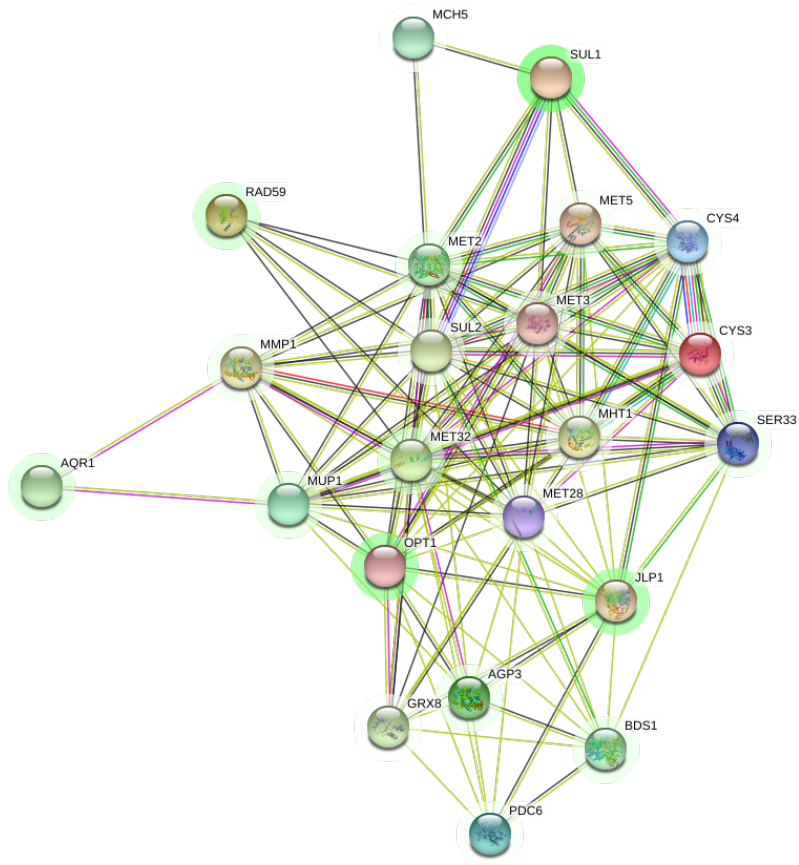 MCH5
SUL1
RAD59
MET5
CYS4
MET2
MET3
SUL2
CYS3
MMP1
MHT1
SER33
MET32
AQR1
MUP1
MET28
OPT1
JLP1
AGP3
GRX8
BDS1
PDC6